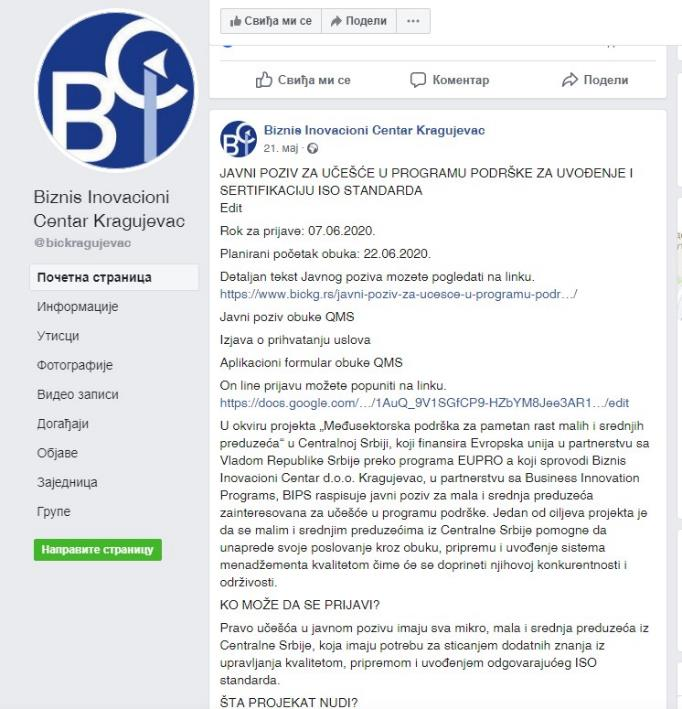 Свиђа ми се
Подели
Свиђа ми се
Коментар
Подели
BIC
Biznis Inovacioni
Centar Kragujevac
@bickragujevac
Почетна страница
Информације
Утисци
Фотографије
Видео записи
Догађаји
Објаве
Заједница
Групе
Направите страницу
Biznis Inovacioni Centar Kragujevac
21. мај ·
JAVNI POZIV ZA UČEŠĆE U PROGRAMU PODRŠKE ZA UVOĐENJE I
SERTIFIKACIJU ISO STANDARDA
Edit
Rok za prijave: 07.06.2020.
Planirani početak obuka: 22.06.2020.
Detaljan tekst Javnog poziva mozete pogledati na linku.
https://www.bickg.rs/javni-poziv-za-ucesce-u-programu-podr…/
Javni poziv obuke QMS
Izjava o prihvatanju uslova
Aplikacioni formular obuke QMS
On line prijavu možete popuniti na linku.
https://docs.google.com/…/1AuQ_9V1SGfCP9-HZbYM8Jee3AR1…/edit
U okviru projekta „Međusektorska podrška za pametan rast malih i srednjih
preduzeća“ u Centralnoj Srbiji, koji finansira Evropska unija u partnerstvu sa
Vladom Republike Srbije preko programa EUPRO a koji sprovodi Biznis
Inovacioni Centar d.o.o. Kragujevac, u partnerstvu sa Business Innovation
Programs, BIPS raspisuje javni poziv za mala i srednja preduzeća
zainteresovana za učešće u programu podrške. Jedan od ciljeva projekta je
da se malim i srednjim preduzećima iz Centralne Srbije pomogne da
unaprede svoje poslovanje kroz obuku, pripremu i uvođenje sistema
menadžementa kvalitetom čime će se doprineti njihovoj konkurentnosti i
održivosti.
KO MOŽE DA SE PRIJAVI?
Pravo učešća u javnom pozivu imaju sva mikro, mala i srednja preduzeća iz
Centralne Srbije, koja imaju potrebu za sticanjem dodatnih znanja iz
upravljanja kvalitetom, pripremom i uvođenjem odgovarajućeg ISO
standarda.
ŠTA PROJEKAT NUDI?